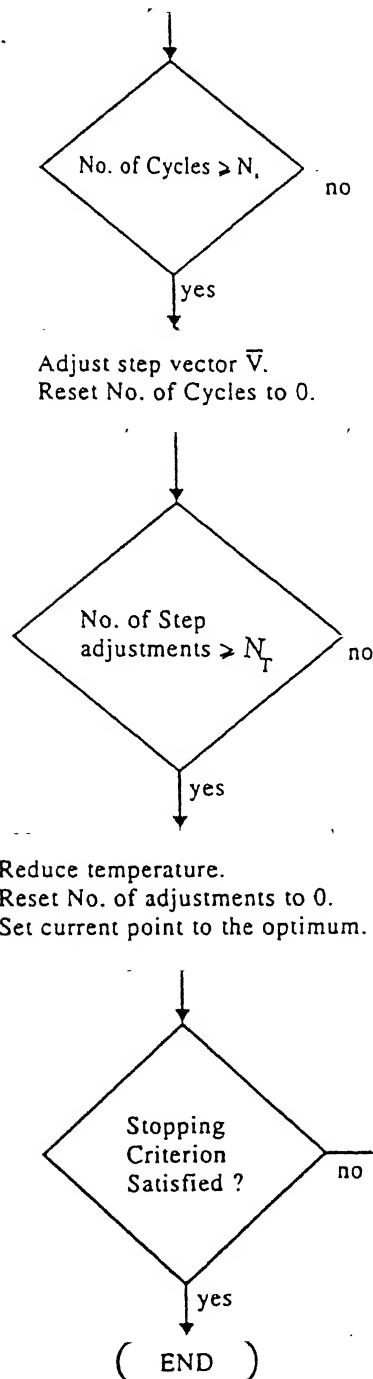 No. of Cycles ⩾ N
no
yes
Adjust step vector V̅.
Reset No. of Cycles to 0.
No. of Step
adjustments ⩾ N_T
no
yes
Reduce temperature.
Reset No. of adjustments to 0.
Set current point to the optimum.
Stopping
Criterion
Satisfied ?
no
yes
( END )